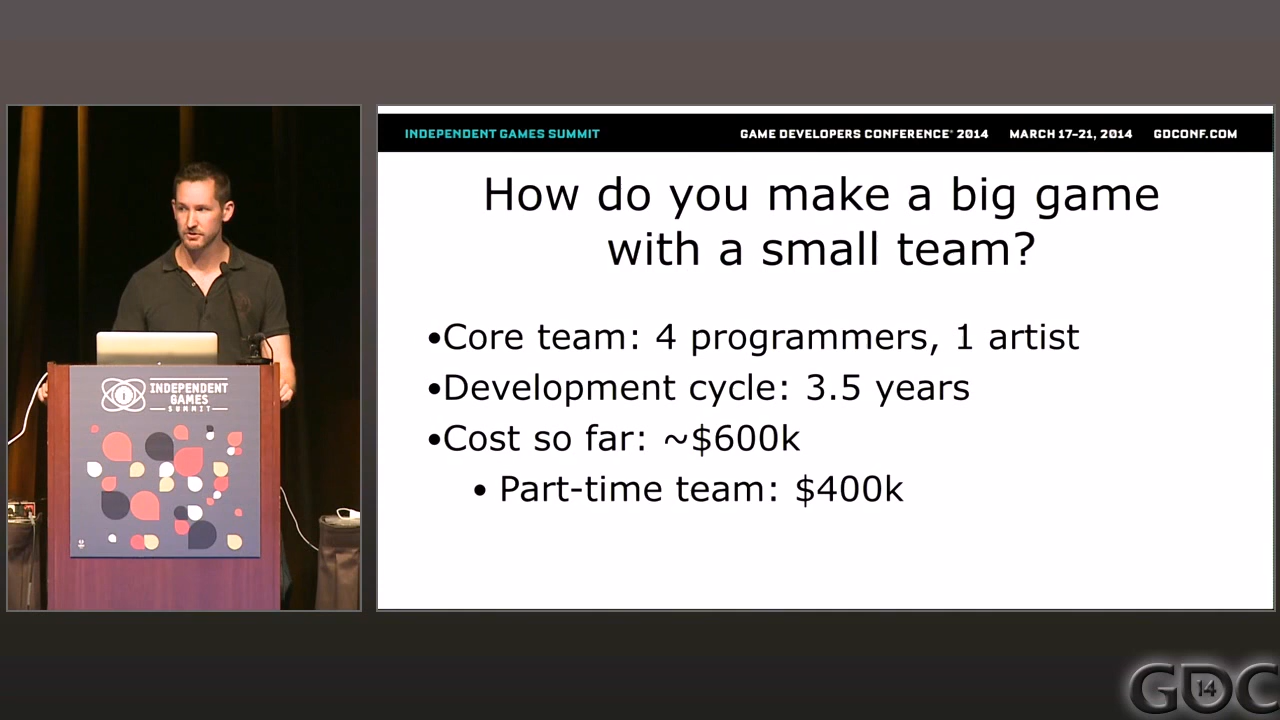 INDEPENDENT GAMES SUMMIT
GAME DEVELOPERS CONFERENCE® 2014 MARCH 17-21, 2014 GDCONF.COM
How do you make a big game
with a small team?
•Core team: 4 programmers, 1 artist
•Development cycle: 3.5 years
•Cost so far: ~$600k
• Part-time team: $400k
INDEPENDENT
GAMES
SUMMIT
GDC
14